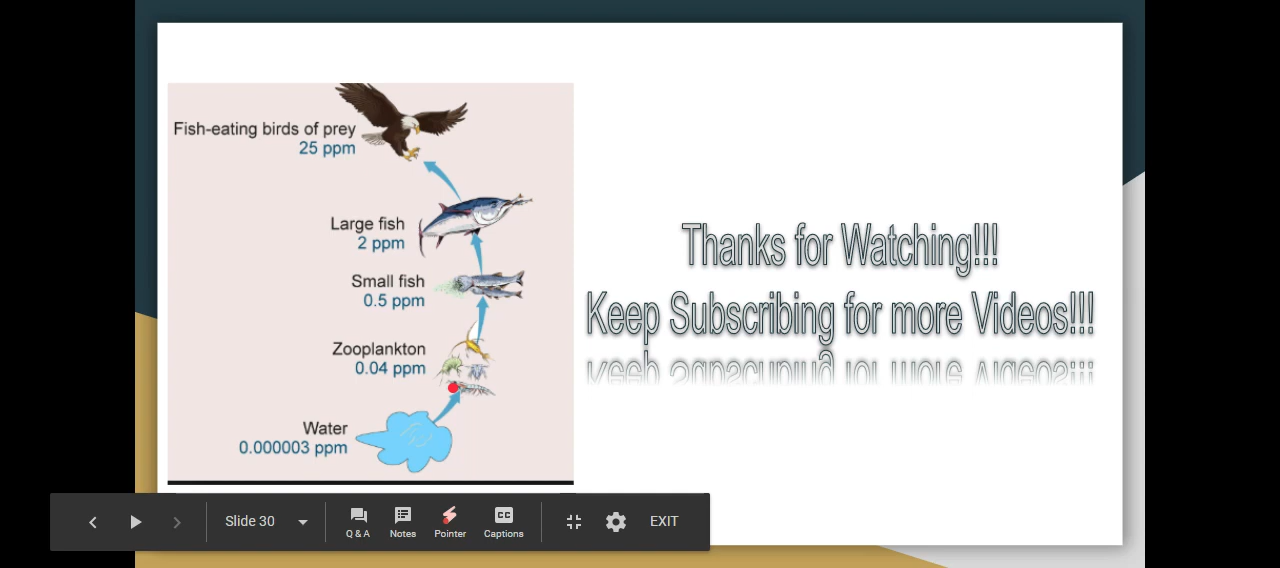 Fish-eating birds of prey
25 ppm
Large fish
2 ppm
Small fish
0.5 ppm
Zooplankton
0.04 ppm
Water
0.000003 ppm
Thanks for Watching!!!
Keep Subscribing for more Videos!!!
Slide 30
Q & A
Notes
Pointer
CC
Captions
EXIT